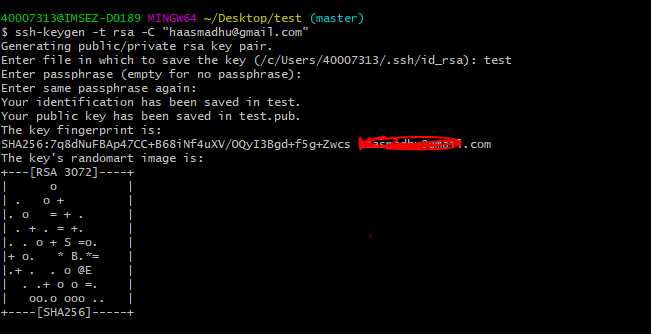 40007313@IMSEZ-D0189 MINGW64 ~/Desktop/test (master)
$ ssh-keygen -t rsa -C "haasmadhu@gmail.com"
Generating public/private rsa key pair.
Enter file in which to save the key (/c/Users/40007313/.ssh/id_rsa): test
Enter passphrase (empty for no passphrase):
Enter same passphrase again:
Your identification has been saved in test.
Your public key has been saved in test.pub.
The key fingerprint is:
SHA256:7q8dNuFBAp47CC+B68iNf4uXV/OQyI3Bgd+f5g+Zwcs .com
The key's randomart image is:
+---[RSA 3072]----+
|       o         |
| .    o +        |
|. o   = + .      |
| . + . = +.      |
|. . o + S =o.    |
|+ o.   * B.*=    |
|.+ .  . o @E     |
|  . .+ o o =.    |
|   oo.o ooo ..   |
+----[SHA256]-----+